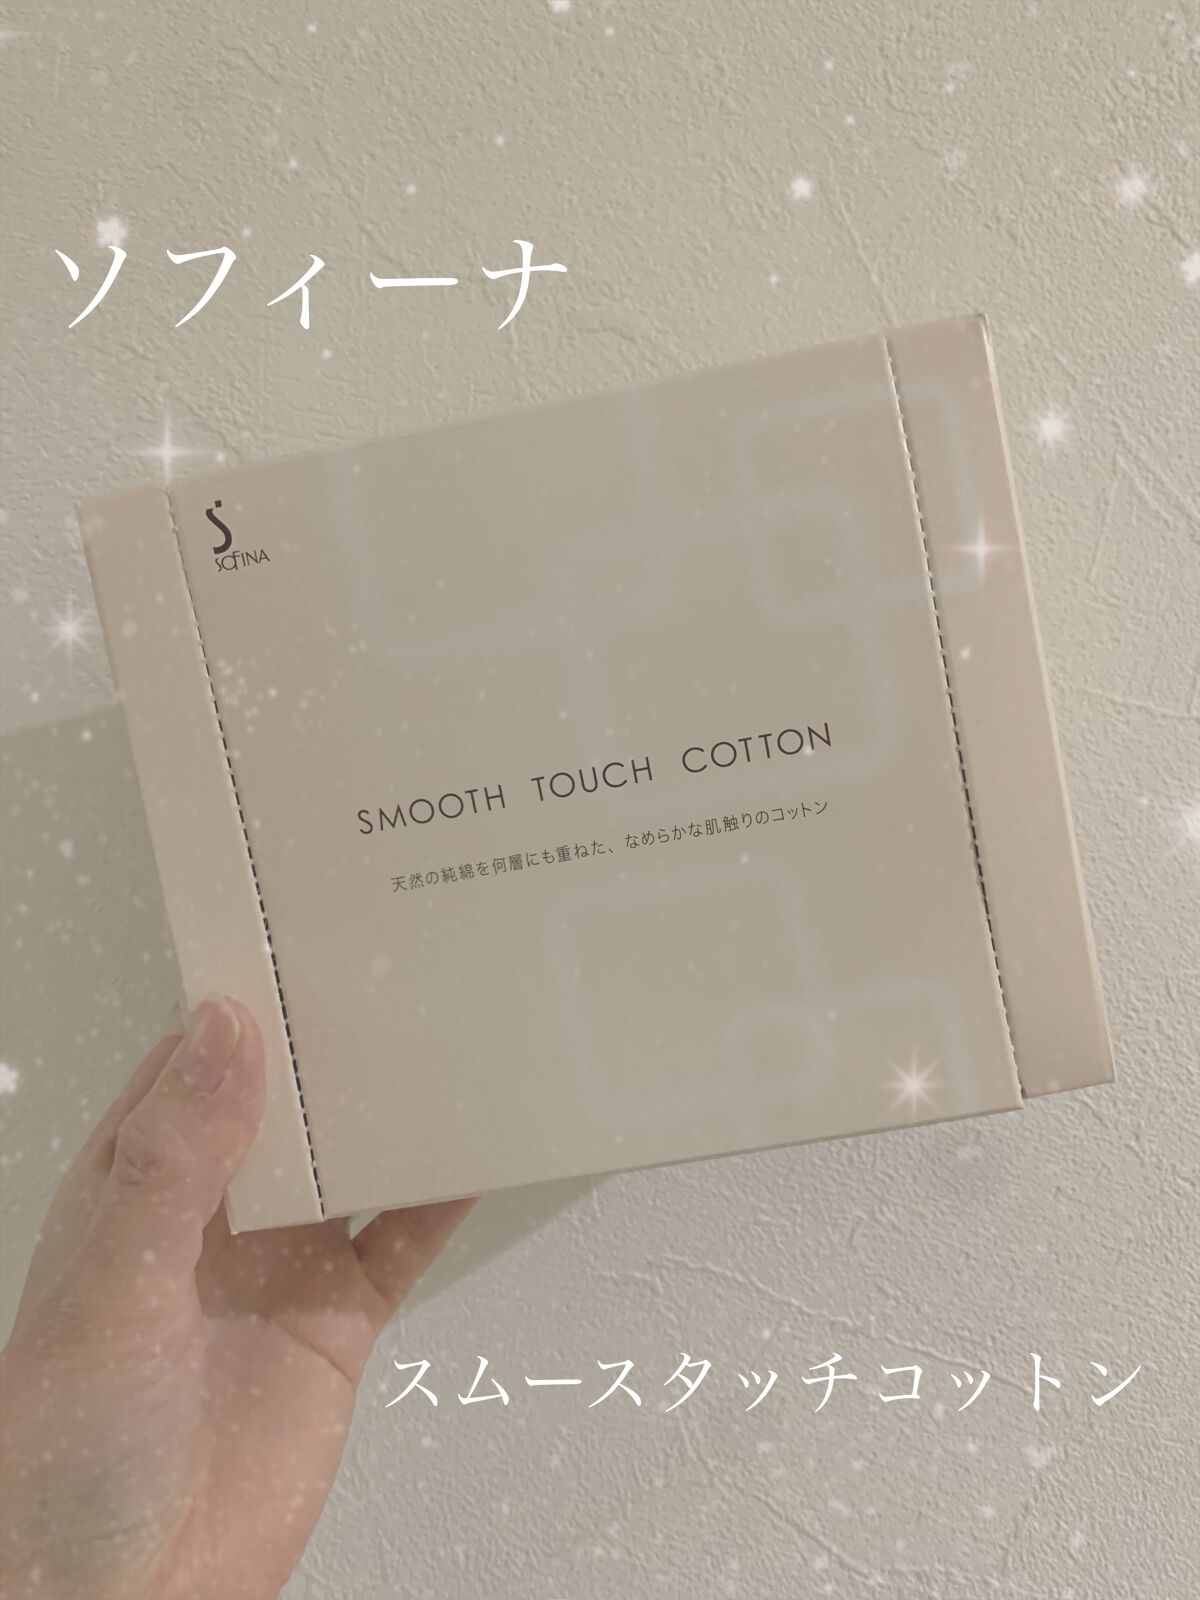 ソフィーナ
S
SOFINA
SMOOTH TOUCH COTTON
天然の純綿を何層にも重ねた、なめらかな肌触りのコットン
スムースタッチコットン